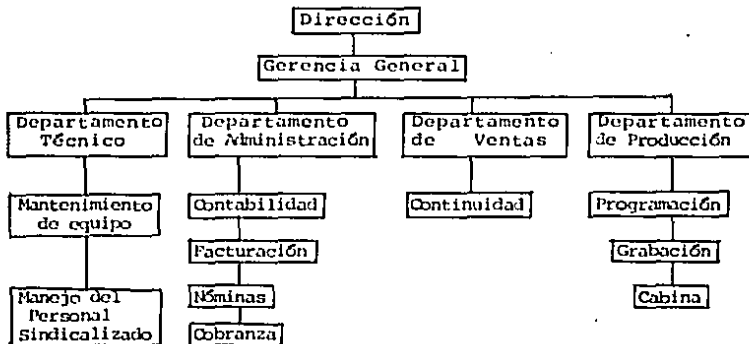 Dirección
Gerencia General
Departamento
Técnico
Departamento
de Administración
Departamento
de Ventas
Departamento
de Producción
Mantenimiento
de equipo
Contabilidad
Continuidad
Programación
Facturación
Grabación
Manejo del
Personal
Sindicalizado
Nóminas
Cabina
Cobranza